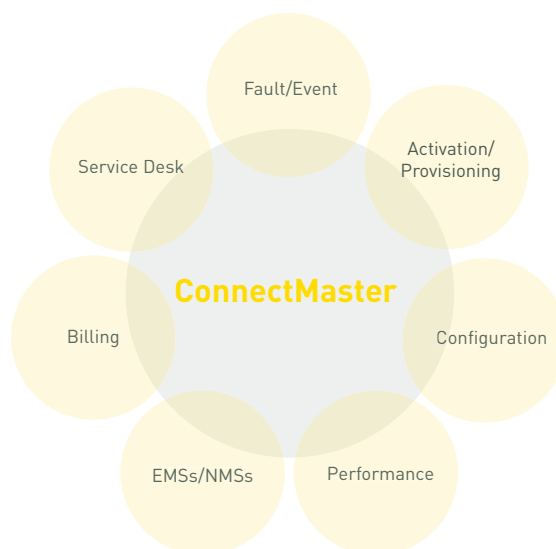 Fault/Event
Activation/
Provisioning
Service Desk
ConnectMaster
Billing
Configuration
EMSs/NMSs
Performance